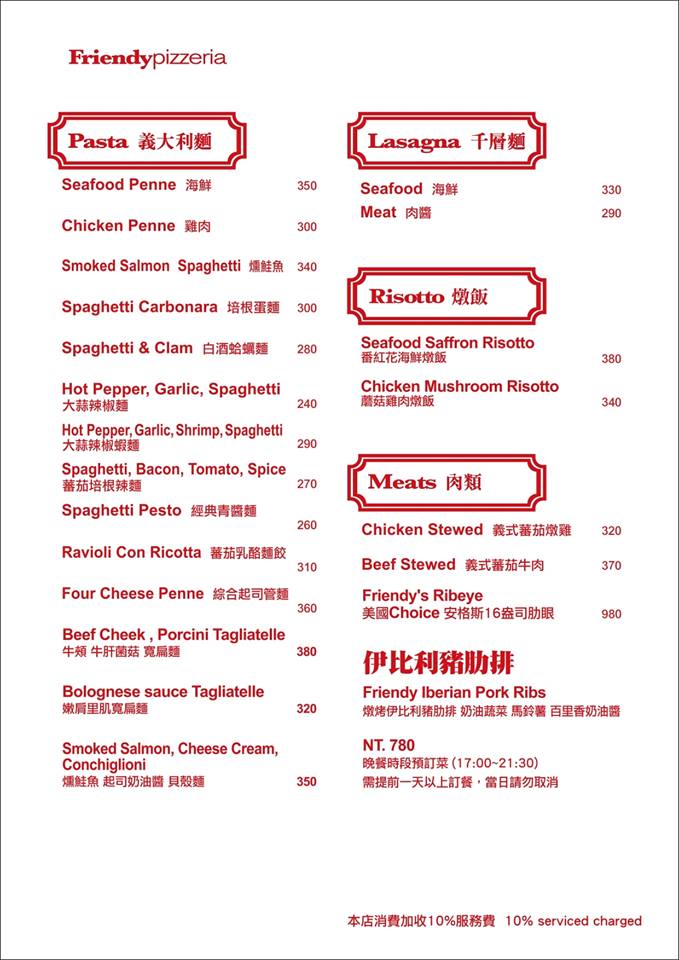 Friendypizzeria
Pasta 義大利麵
Seafood Penne 海鮮 350
Chicken Penne 雞肉 300
Smoked Salmon Spaghetti 燻鮭魚 340
Spaghetti Carbonara 培根蛋麵 300
Spaghetti & Clam 白酒蛤蠣麵 280
Hot Pepper, Garlic, Spaghetti
大蒜辣椒麵 240
Hot Pepper, Garlic, Shrimp, Spaghetti
大蒜辣椒蝦麵 290
Spaghetti, Bacon, Tomato, Spice
蕃茄培根辣麵 270
Spaghetti Pesto 經典青醬麵
260
Ravioli Con Ricotta 蕃茄乳酪麵餃
310
Four Cheese Penne 綜合起司管麵
360
Beef Cheek , Porcini Tagliatelle
牛頰 牛肝菌菇 寬扁麵 380
Bolognese sauce Tagliatelle
嫩肩里肌寬扁麵 320
Smoked Salmon, Cheese Cream,
Conchiglioni
燻鮭魚 起司奶油醬 貝殼麵 350
Lasagna 千層麵
Seafood 海鮮 330
Meat 肉醬 290
Risotto 燉飯
Seafood Saffron Risotto
番紅花海鮮燉飯 380
Chicken Mushroom Risotto
蘑菇雞肉燉飯 340
Meats 肉類
Chicken Stewed 義式蕃茄燉雞 320
Beef Stewed 義式蕃茄牛肉 370
Friendy's Ribeye
美國Choice 安格斯16盎司肋眼 980
伊比利豬肋排
Friendy Iberian Pork Ribs
燉烤伊比利豬肋排 奶油蔬菜 馬鈴薯 百里香奶油醬
NT. 780
晚餐時段預訂菜 (17:00~21:30)
需提前一天以上訂餐，當日請勿取消
本店消費加收10%服務費 10% serviced charged